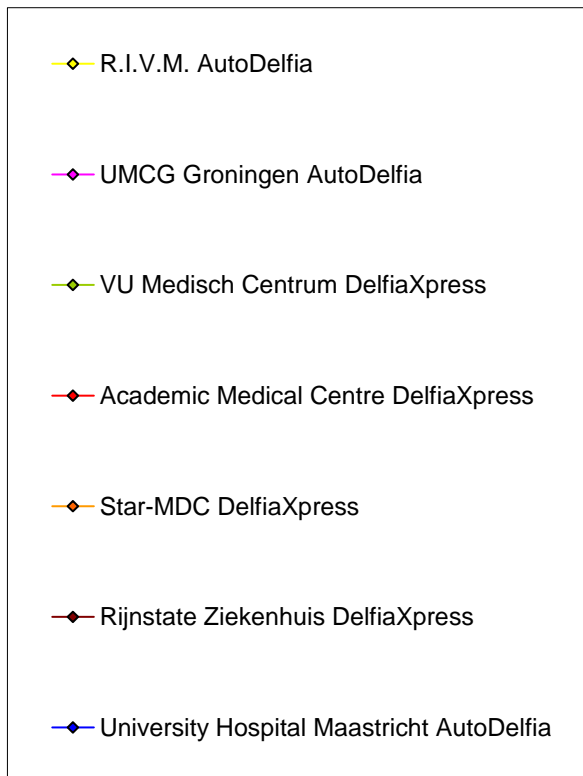 R.I.V.M. AutoDelfia
UMCG Groningen AutoDelfia
VU Medisch Centrum DelfiaXpress
Academic Medical Centre DelfiaXpress
Star-MDC DelfiaXpress
Rijnstate Ziekenhuis DelfiaXpress
University Hospital Maastricht AutoDelfia